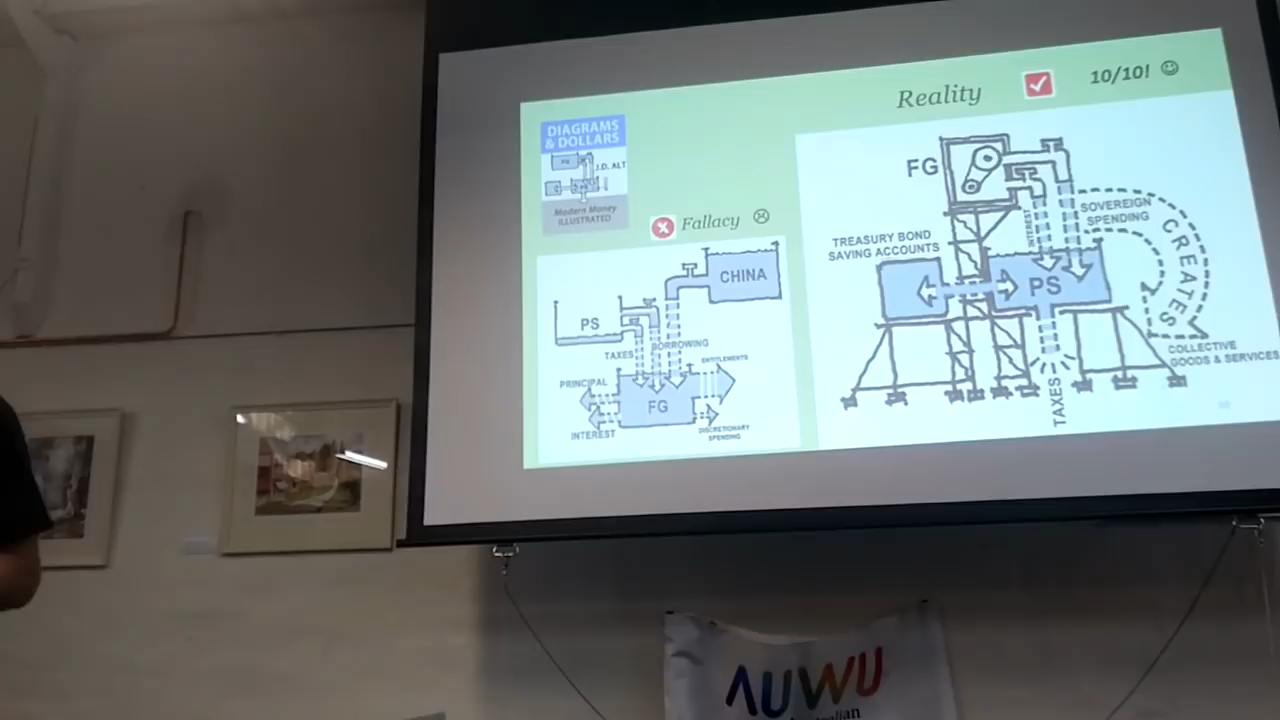 Reality
10/10!
DIAGRAMS
& DOLLARS
J.D. ALT
Modern Money
ILLUSTRATED
Fallacy
CHINA
PS
TAXES
BORROWING
ENTITLEMENTS
PRINCIPAL
FG
INTEREST
DISCRETIONARY
SPENDING
FG
TREASURY BOND
SAVING ACCOUNTS
INTEREST
SOVEREIGN
SPENDING
CREATES
PS
COLLECTIVE
GOODS & SERVICES
TAXES
AUWU